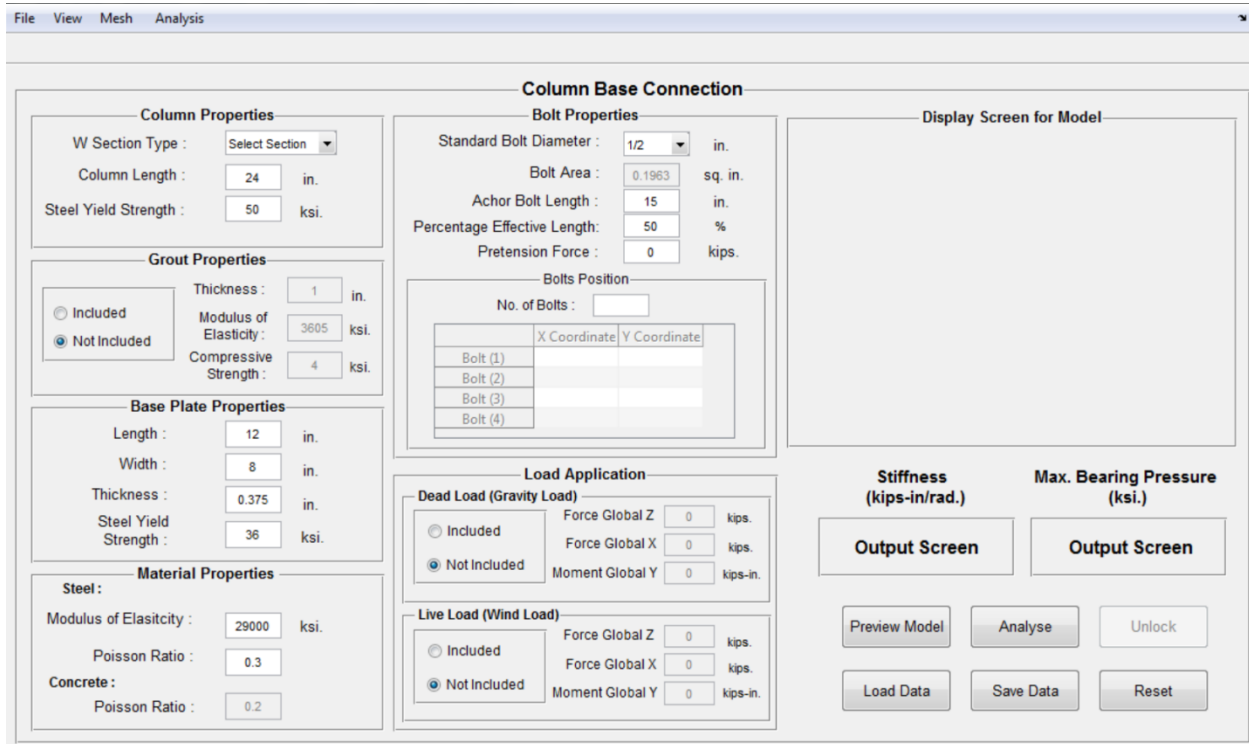 File View Mesh Analysis
Column Base Connection
Column Properties
W Section Type : Select Section
Column Length : 24 in.
Steel Yield Strength : 50 ksi.
Grout Properties
Included
Not Included
Thickness : 1 in.
Modulus of
Elasticity : 3605 ksi.
Compressive
Strength : 4 ksi.
Base Plate Properties
Length : 12 in.
Width : 8 in.
Thickness : 0.375 in.
Steel Yield
Strength : 36 ksi.
Material Properties
Steel :
Modulus of Elasitcity : 29000 ksi.
Poisson Ratio : 0.3
Concrete :
Poisson Ratio : 0.2
Bolt Properties
Standard Bolt Diameter : 1/2 in.
Bolt Area : 0.1963 sq. in.
Achor Bolt Length : 15 in.
Percentage Effective Length: 50 %
Pretension Force : 0 kips.
Bolts Position
No. of Bolts :
X Coordinate Y Coordinate
Bolt (1)
Bolt (2)
Bolt (3)
Bolt (4)
Load Application
Dead Load (Gravity Load)
Included
Not Included
Force Global Z 0 kips.
Force Global X 0 kips.
Moment Global Y 0 kips-in.
Live Load (Wind Load)
Included
Not Included
Force Global Z 0 kips.
Force Global X 0 kips.
Moment Global Y 0 kips-in.
Display Screen for Model
Stiffness
(kips-in/rad.)
Output Screen
Max. Bearing Pressure
(ksi.)
Output Screen
Preview Model Analyse Unlock
Load Data Save Data Reset